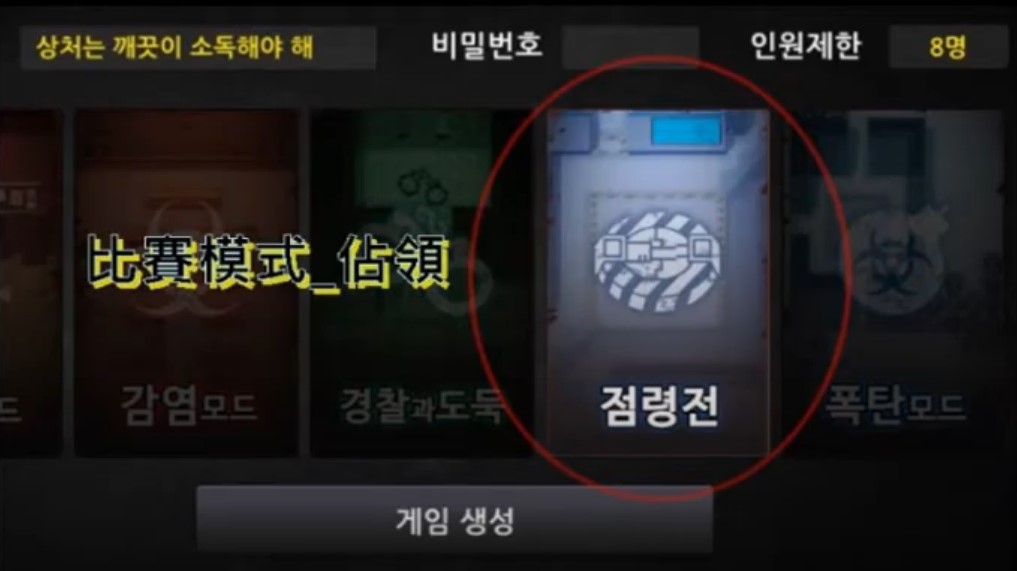 상처는 깨끗이 소독해야 해
비밀번호
인원제한
8명
比賽模式_佔領
드
감염모드
경찰과도둑
점령전
폭탄모드
게임 생성